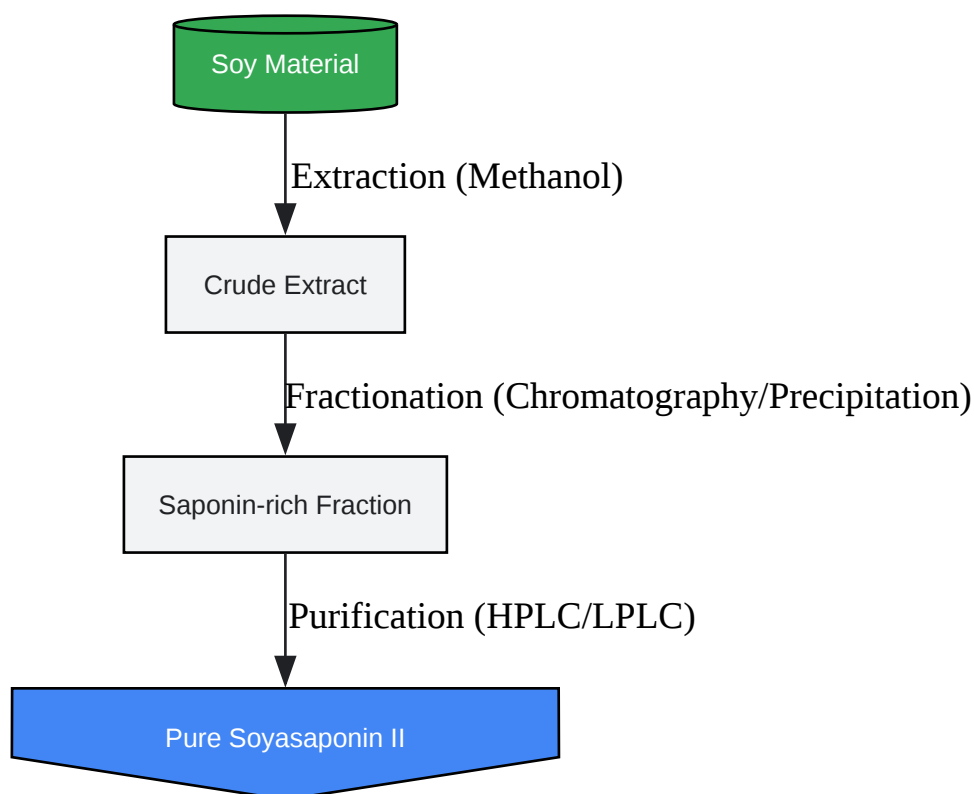 Soy Material
Extraction (Methanol)
Crude Extract
Fractionation (Chromatography/Precipitation)
Saponin-rich Fraction
Purification (HPLC/LPLC)
Pure Soyasaponin II